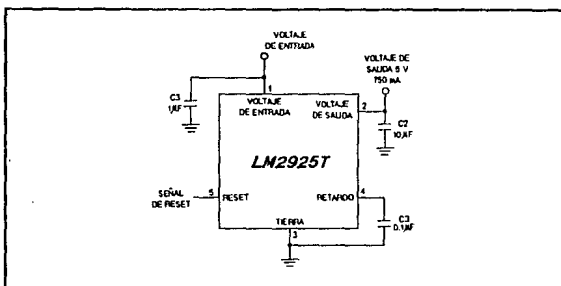 VOLTAJE
DE ENTRADA
VOLTAJE DE
SALIDA 5 V
750 mA
C3
1µF
1
VOLTAJE
DE ENTRADA
VOLTAJE
DE SALIDA
2
C2
10µF
LM2925T
SEÑAL
DE RESET
5
RESET
RETARDO
4
TIERRA
3
C3
0.1µF